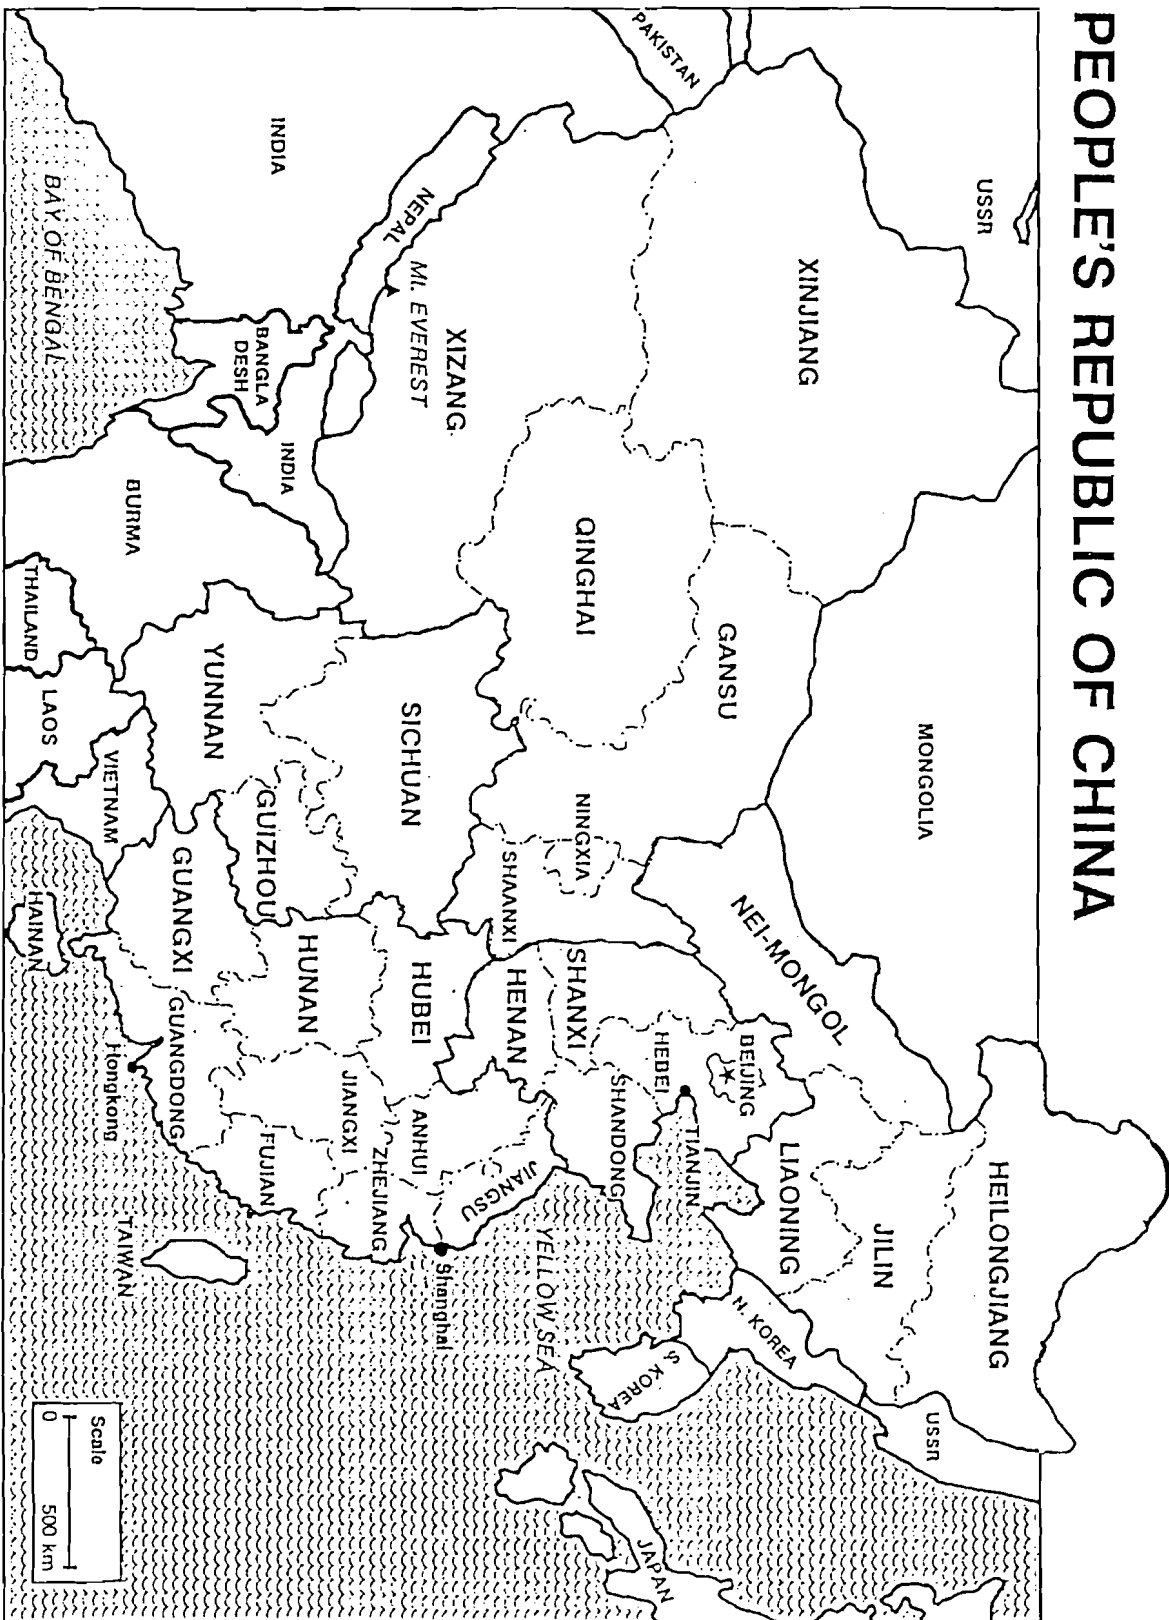 PEOPLE'S REPUBLIC OF CHINA
USSR
PAKISTAN
XINJIANG
MONGOLIA
HEILONGJIANG
JILIN
USSR
NEI-MONGOL
LIAONING
GANSU
BEIJING
N. KOREA
TIANJIN
HEBEI
S. KOREA
JAPAN
QINGHAI
NINGXIA
SHANXI
SHANDONG
YELLOW SEA
XIZANG
MT. EVEREST
NEPAL
SICHUAN
SHAANXI
HENAN
JIANGSU
HUBEI
ANHUI
Shanghai
ZHEJIANG
JIANGXI
HUNAN
FUJIAN
INDIA
BANGLA
DESH
INDIA
GUIZHOU
YUNNAN
GUANGXI
GUANGDONG
Hongkong
TAIWAN
BURMA
BAY OF BENGAL
THAILAND
LAOS
VIETNAM
HAINAN
Scale
0 500 km